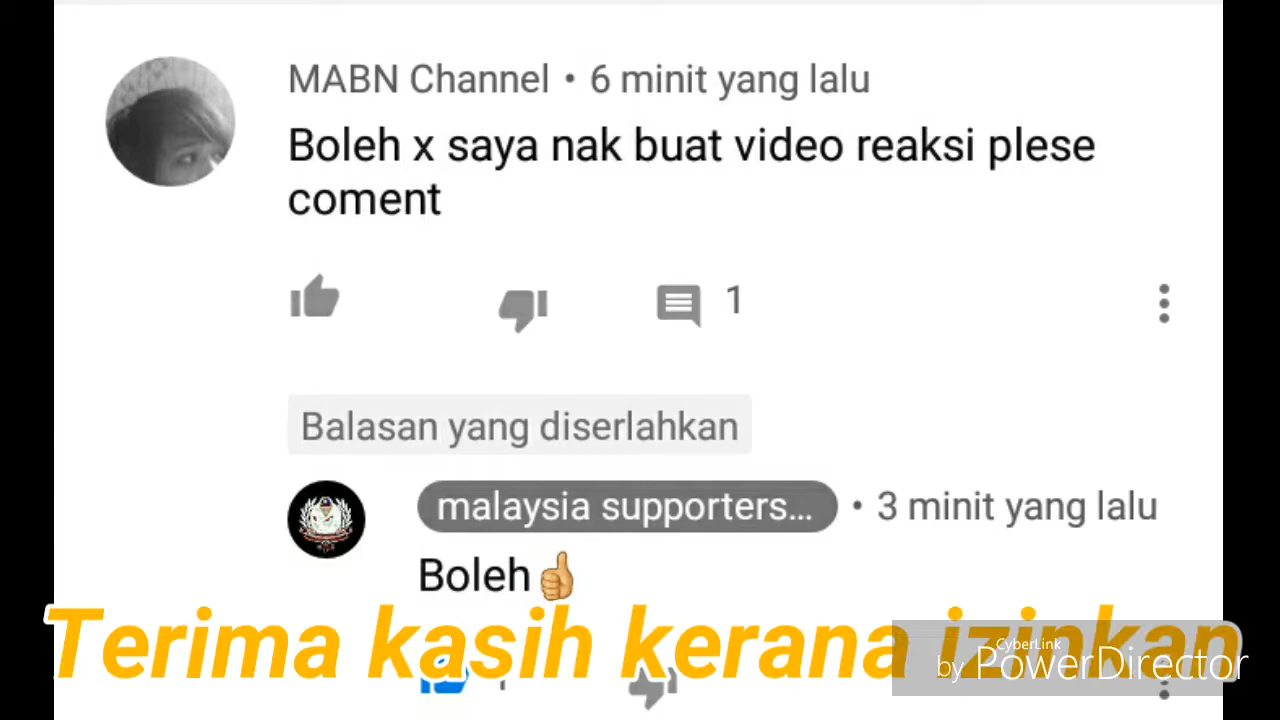 MABN Channel • 6 minit yang lalu
Boleh x saya nak buat video reaksi plese
coment
1
Balasan yang diserlahkan
malaysia supporters... • 3 minit yang lalu
Boleh👍
Terima kasih kerana izinkan
CyberLink
by PowerDirector